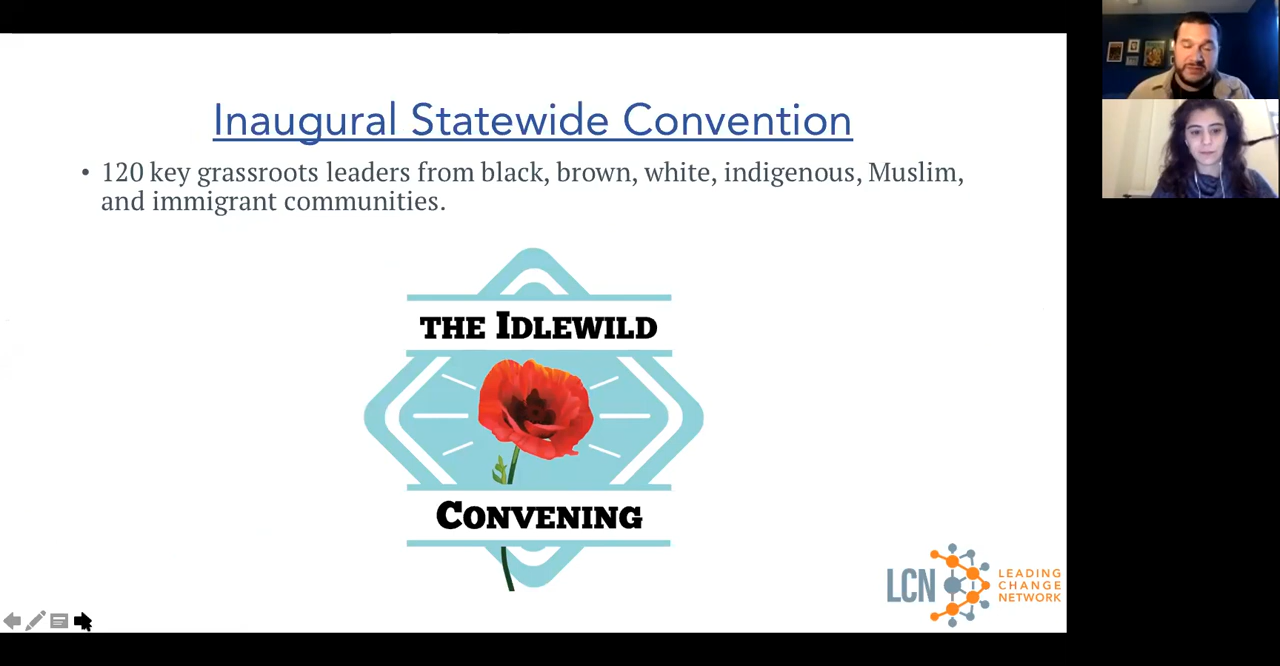 Inaugural Statewide Convention
• 120 key grassroots leaders from black, brown, white, indigenous, Muslim,
and immigrant communities.
THE IDLEWILD
CONVENING
LCN
LEADING
CHANGE
NETWORK